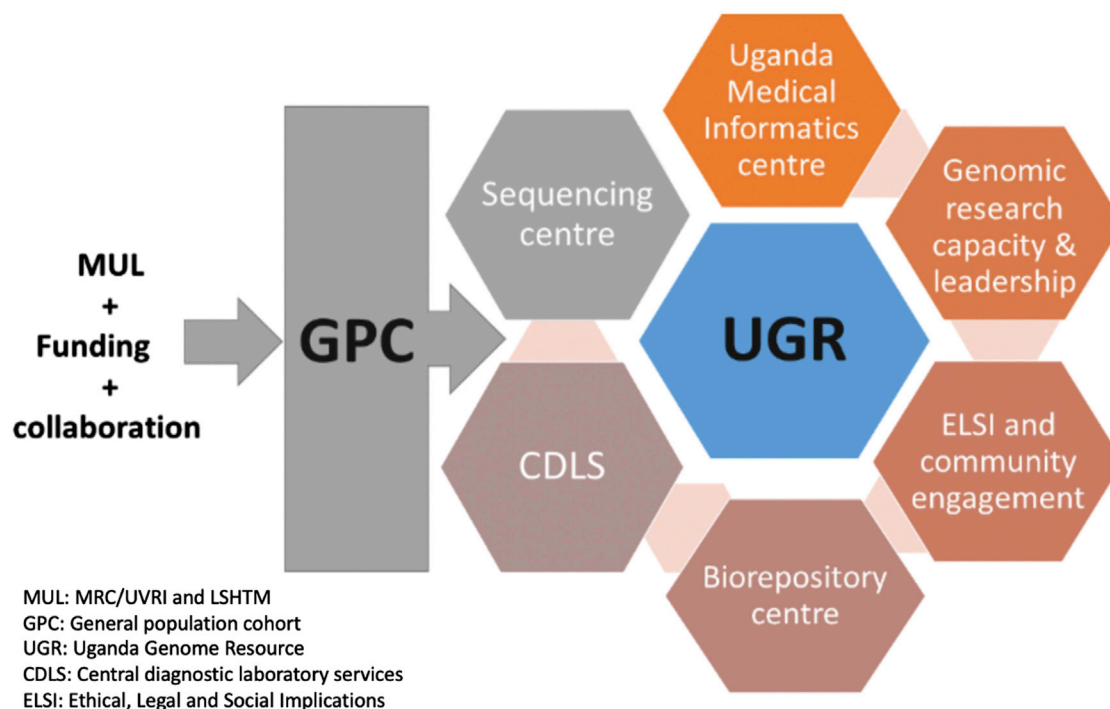 MUL
+
Funding
+
collaboration
GPC
Sequencing
centre
CDLS
Uganda
Medical
Informatics
centre
Genomic
research
capacity &
leadership
UGR
ELSI and
community
engagement
Biorepository
centre
MUL: MRC/UVRI and LSHTM
GPC: General population cohort
UGR: Uganda Genome Resource
CDLS: Central diagnostic laboratory services
ELSI: Ethical, Legal and Social Implications